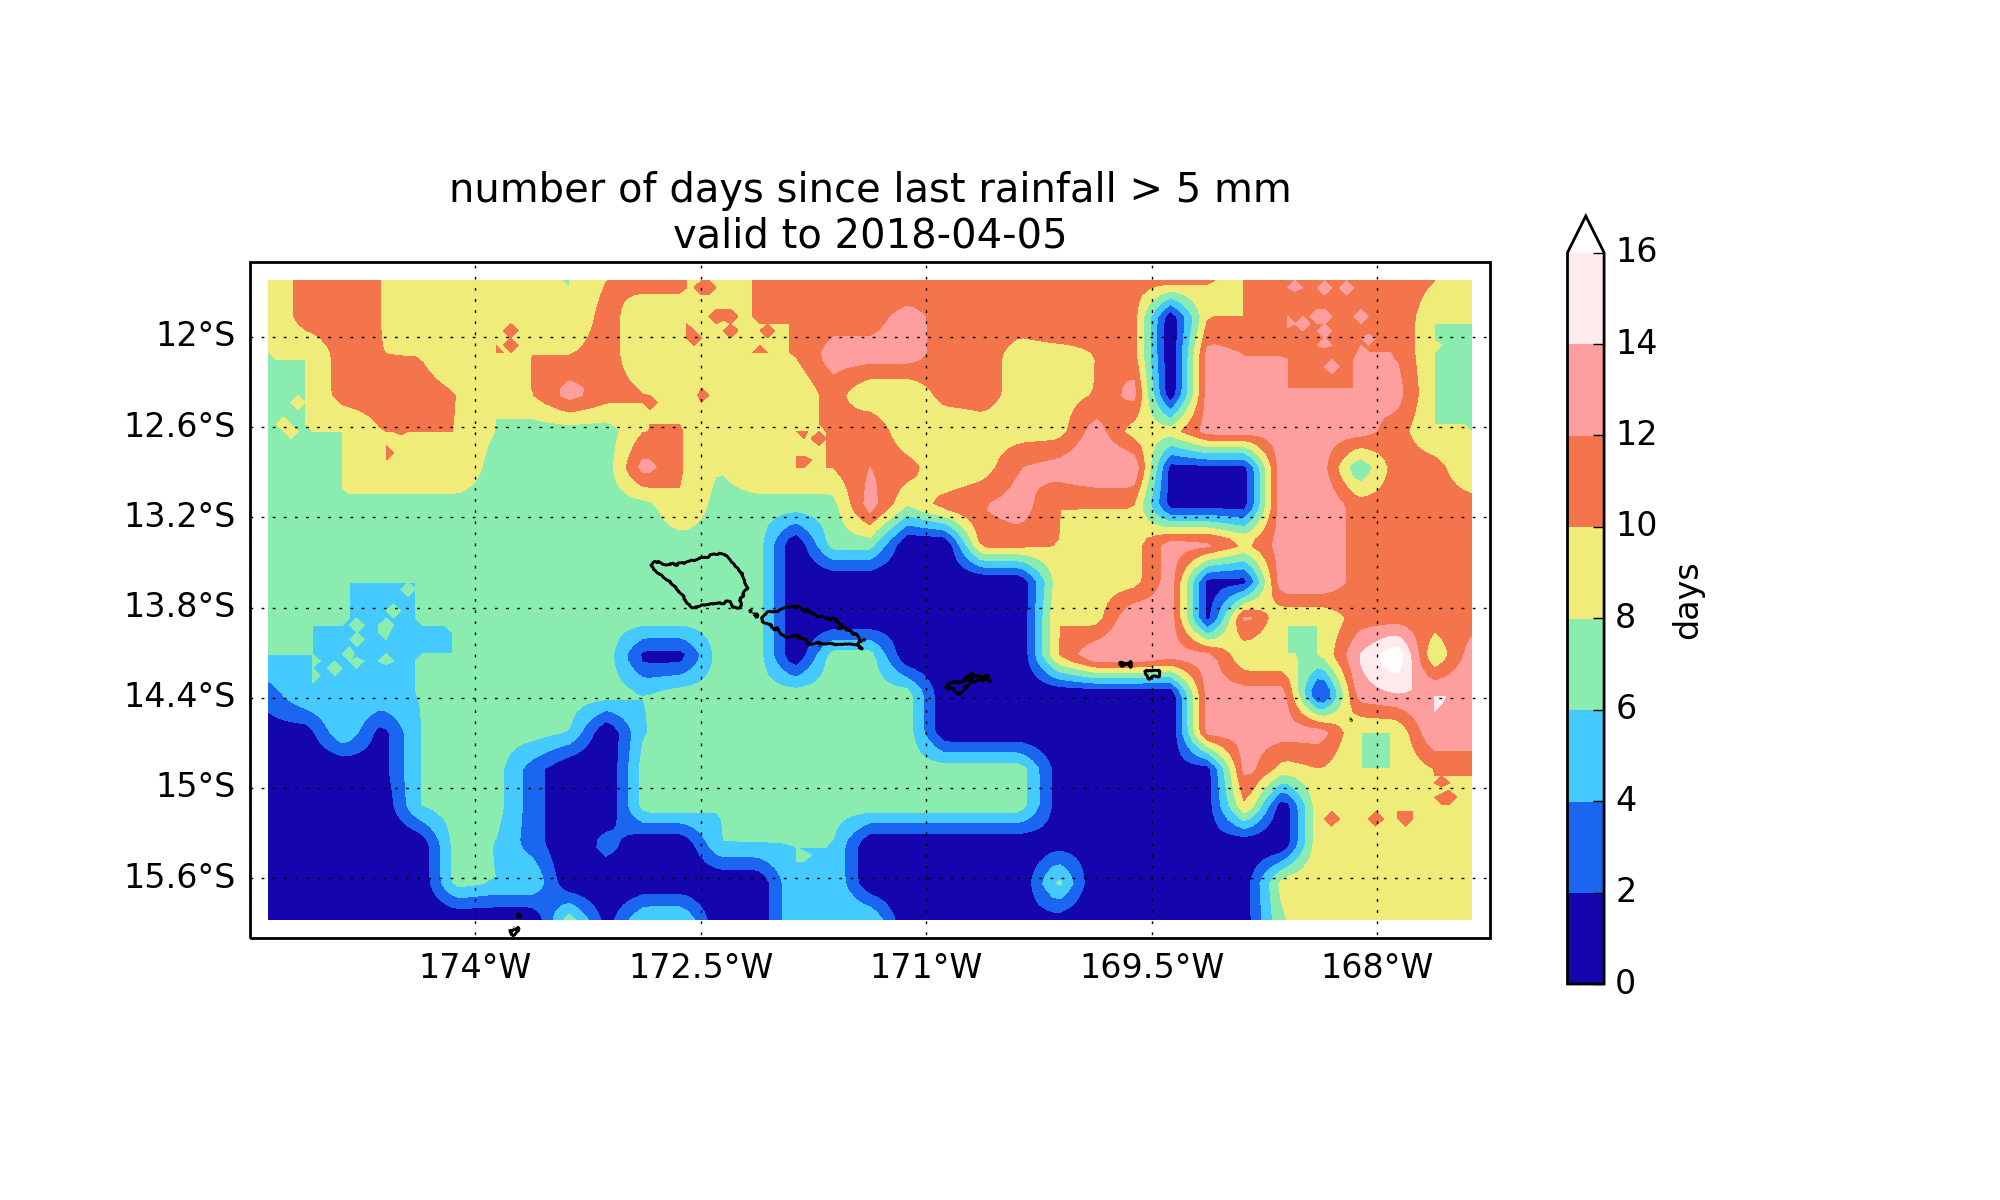 number of days since last rainfall > 5 mm
valid to 2018-04-05
12°S
12.6°S
13.2°S
13.8°S
14.4°S
15°S
15.6°S
174°W
172.5°W
171°W
169.5°W
168°W
16
14
12
10
8
6
4
2
0
days